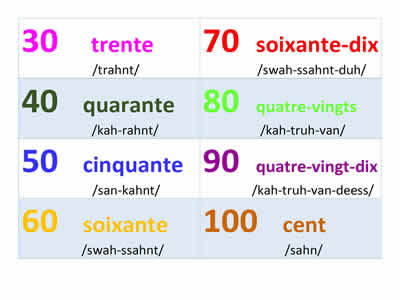 30 trente
/trahnt/
70 soixante-dix
/swah-ssahnt-duh/
40 quarante
/kah-rahnt/
80 quatre-vingts
/kah-truh-van/
50 cinquante
/san-kahnt/
90 quatre-vingt-dix
/kah-truh-van-deess/
60 soixante
/swah-ssahnt/
100 cent
/sahn/